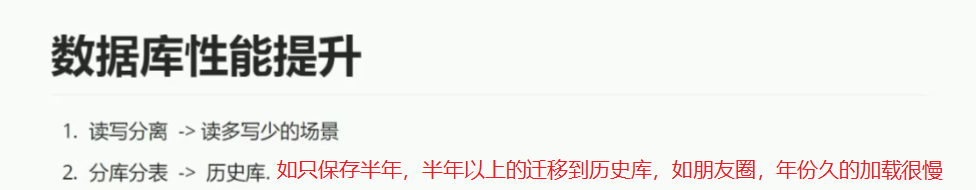 数据库性能提升
1. 读写分离 -> 读多写少的场景
2. 分库分表 -> 历史库. 如只保存半年，半年以上的迁移到历史库，如朋友圈，年份久的加载很慢